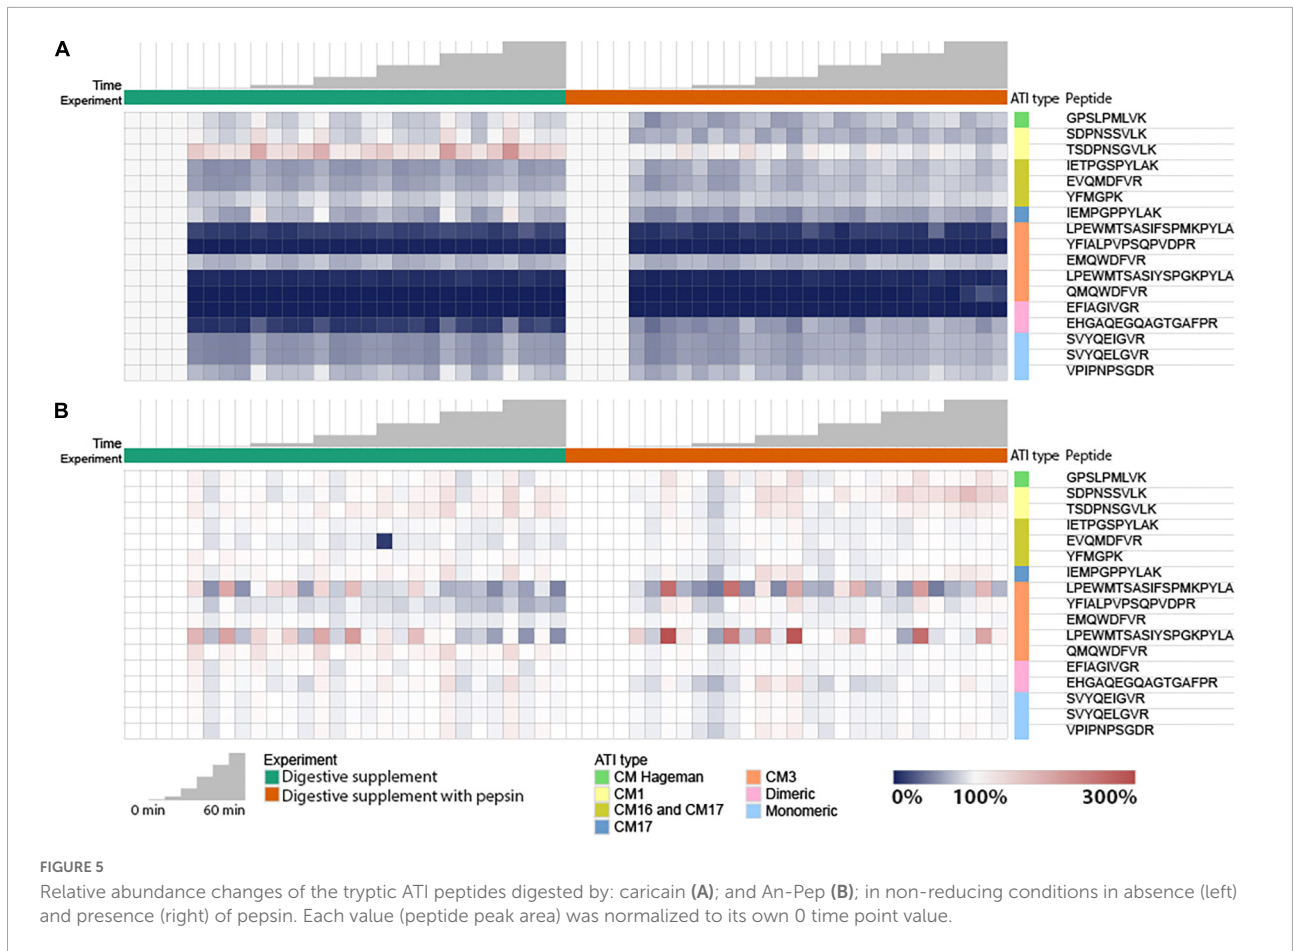 A
Time
Experiment
ATI type Peptide
GPSLPMLVK
SDPNSSVLK
TSDPNSGVLK
IETPGSPYLAK
EVQMDFVR
YFMGPK
IEMPGPPYLAK
LPEWMTSASIFSPMKPYLA
YFIALPVPSQPVDPR
EMQWDFVR
LPEWMTSASIYSPGKPYLA
QMQWDFVR
EFIAGIVGR
EHGAQEGQAGTGAFPR
SVYQEIGVR
SVYQELGVR
VPIPNPSGDR
B
Time
Experiment
ATI type Peptide
GPSLPMLVK
SDPNSSVLK
TSDPNSGVLK
IETPGSPYLAK
EVQMDFVR
YFMGPK
IEMPGPPYLAK
LPEWMTSASIFSPMKPYLA
YFIALPVPSQPVDPR
EMQWDFVR
LPEWMTSASIYSPGKPYLA
QMQWDFVR
EFIAGIVGR
EHGAQEGQAGTGAFPR
SVYQEIGVR
SVYQELGVR
VPIPNPSGDR
0 min 60 min
Experiment
Digestive supplement
Digestive supplement with pepsin
ATI type
CM Hageman
CM1
CM16 and CM17
CM17
CM3
Dimeric
Monomeric
0% 100% 300%
FIGURE 5
Relative abundance changes of the tryptic ATI peptides digested by: caricain (A); and An-Pep (B); in non-reducing conditions in absence (left)
and presence (right) of pepsin. Each value (peptide peak area) was normalized to its own 0 time point value.